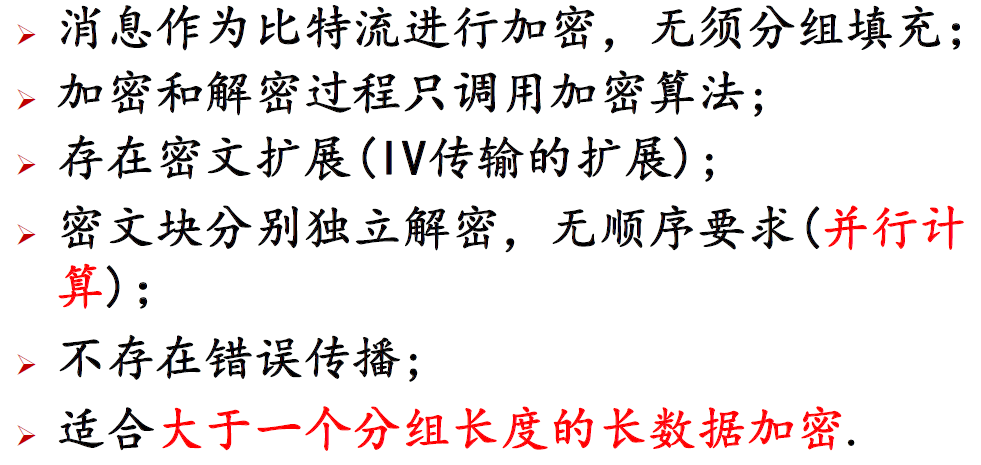 ➢ 消息作为比特流进行加密，无须分组填充；
➢ 加密和解密过程只调用加密算法；
➢ 存在密文扩展(IV传输的扩展)；
➢ 密文块分别独立解密，无顺序要求(并行计
算)；
➢ 不存在错误传播；
➢ 适合大于一个分组长度的长数据加密.